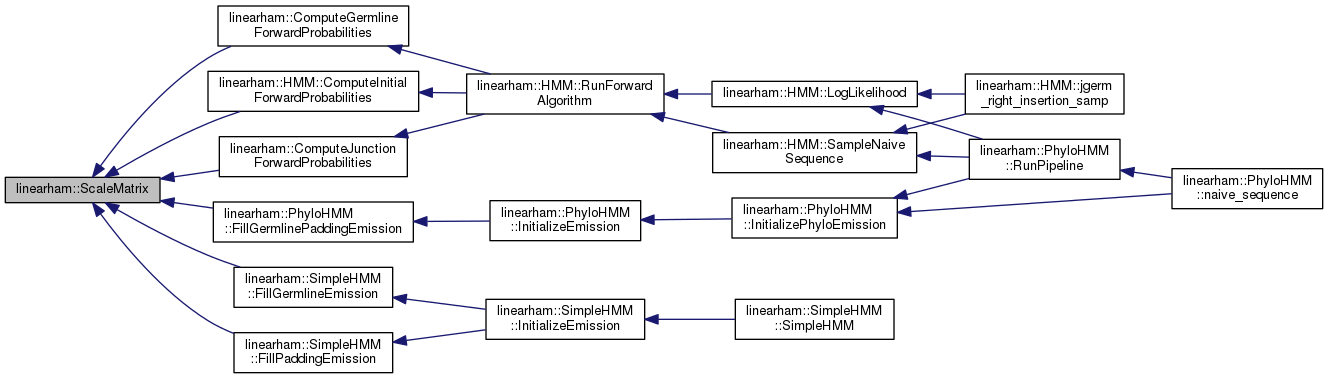 linearham::ScaleMatrix
linearham::ComputeGermline
ForwardProbabilities
linearham::HMM::ComputeInitial
ForwardProbabilities
linearham::ComputeJunction
ForwardProbabilities
linearham::PhyloHMM
::FillGermlinePaddingEmission
linearham::SimpleHMM
::FillGermlineEmission
linearham::SimpleHMM
::FillPaddingEmission
linearham::HMM::RunForward
Algorithm
linearham::PhyloHMM
::InitializeEmission
linearham::SimpleHMM
::InitializeEmission
linearham::HMM::LogLikelihood
linearham::HMM::SampleNaive
Sequence
linearham::PhyloHMM
::InitializePhyloEmission
linearham::SimpleHMM
::SimpleHMM
linearham::HMM::jgerm
_right_insertion_samp
linearham::PhyloHMM
::RunPipeline
linearham::PhyloHMM
::naive_sequence